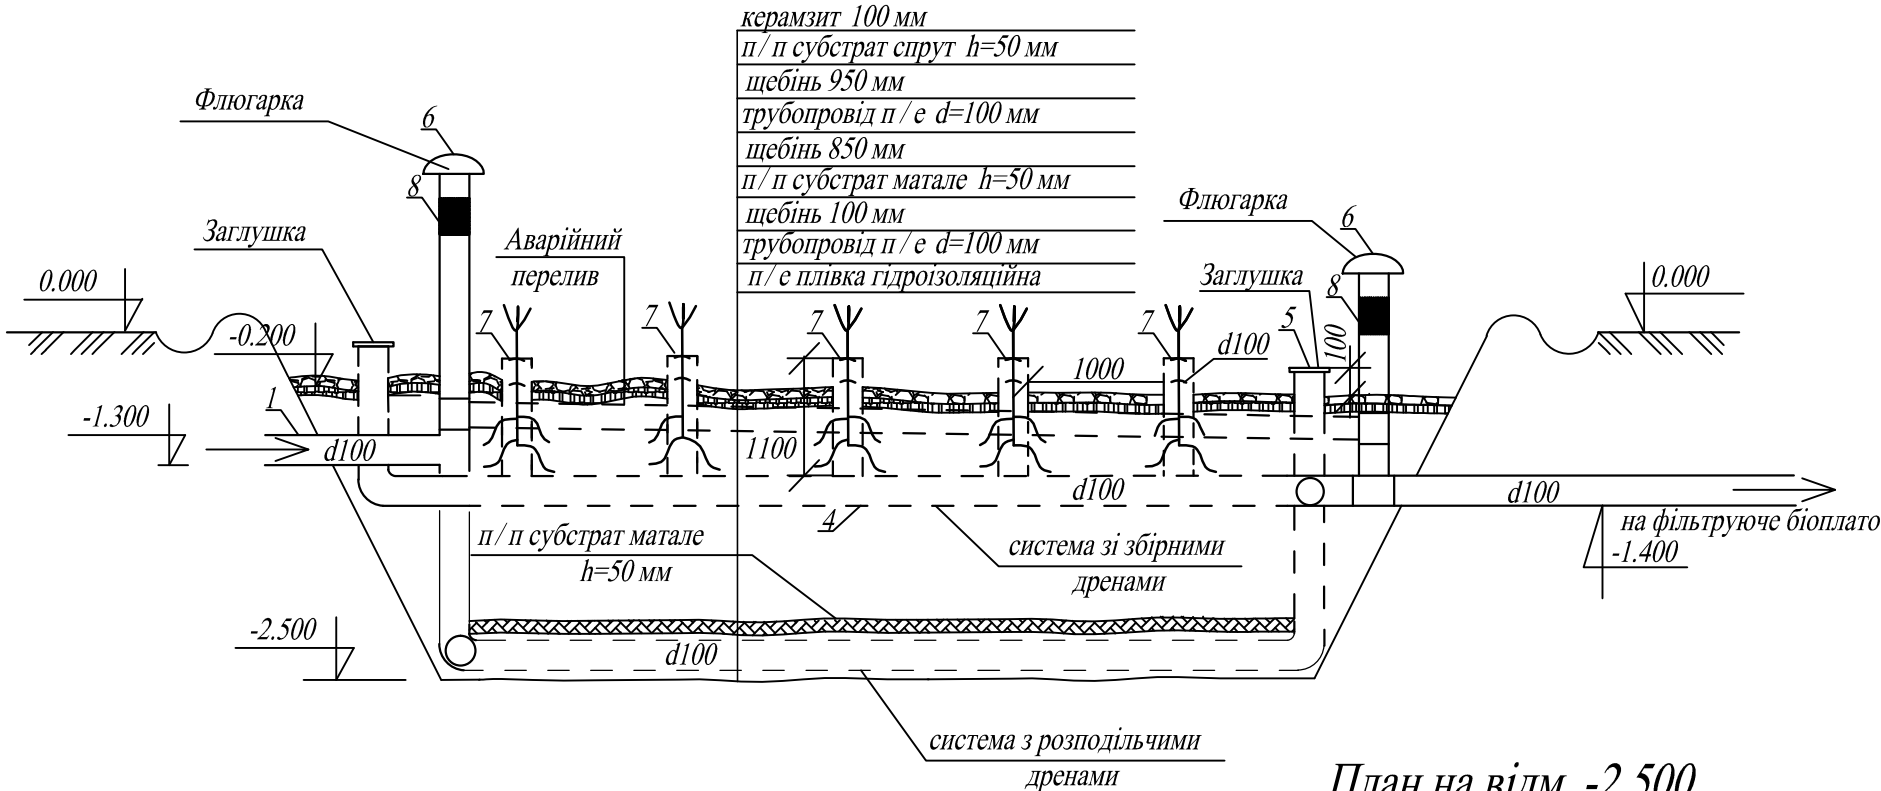 керамзит 100 мм
п/п субстрат спрут h=50 мм
щебінь 950 мм
трубопровід п/е d=100 мм
щебінь 850 мм
п/п субстрат матале h=50 мм
щебінь 100 мм
трубопровід п/е d=100 мм
п/е плівка гідроізоляційна
Флюгарка
6
8
Заглушка
Аварійний
перелив
Флюгарка
6
Заглушка
8
0.000
0.000
7
7
7
7
7
5
100
-0.200
d100
1000
1
-1.300
d100
1100
d100
d100
4
на фільтруюче біоплато
-1.400
п/п субстрат матале
h=50 мм
система зі збірними
дренами
-2.500
d100
система з розподільчими
дренами
План на відм. -2.500